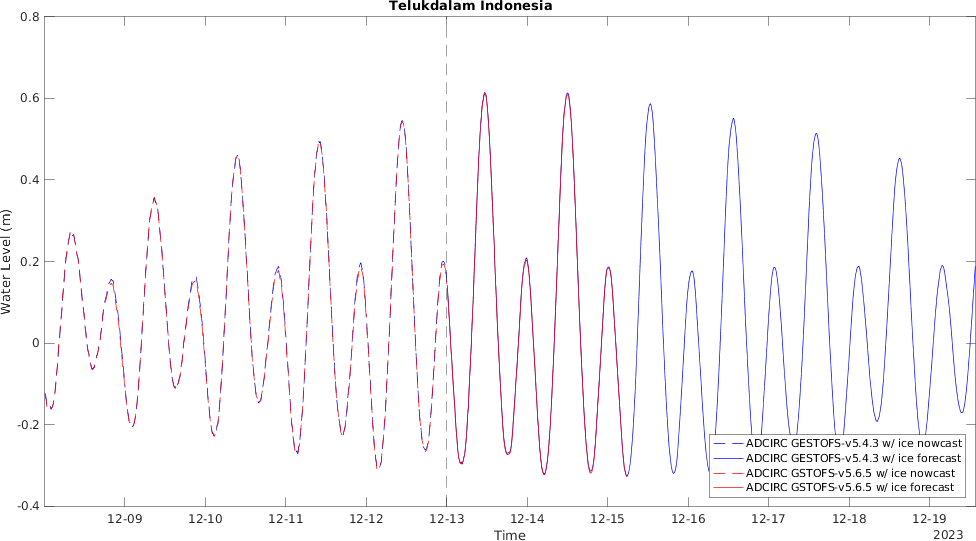 Telukdalam Indonesia
0.8
0.6
0.4
0.2
0
-0.2
-0.4
Water Level (m)
12-09 12-10 12-11 12-12 12-13 12-14 12-15 12-16 12-17 12-18 12-19
Time
2023
ADCIRC GESTOFS-v5.4.3 w/ ice nowcast
ADCIRC GESTOFS-v5.4.3 w/ ice forecast
ADCIRC GSTOFS-v5.6.5 w/ ice nowcast
ADCIRC GSTOFS-v5.6.5 w/ ice forecast